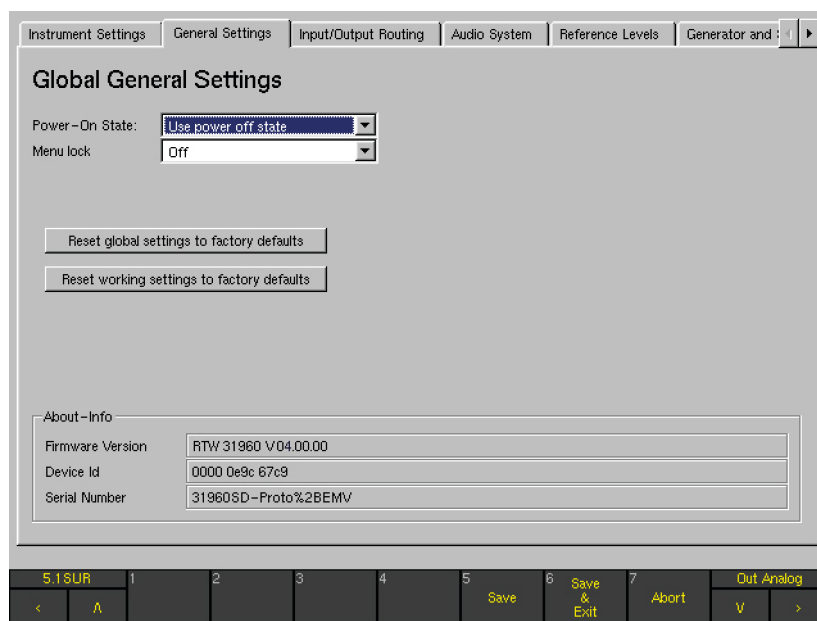 Instrument Settings General Settings Input/Output Routing Audio System Reference Levels Generator and
Global General Settings
Power-On State: Use power off state
Menu lock Off
Reset global settings to factory defaults
Reset working settings to factory defaults
About-Info
Firmware Version RTW 31960 V04.00.00
Device Id 0000 0e9c 67c9
Serial Number 31960SD-Proto%2BEMV
5.1SUR 1 2 3 4 5 Save 6 Save & Exit 7 Abort Out Analog
< Λ V >